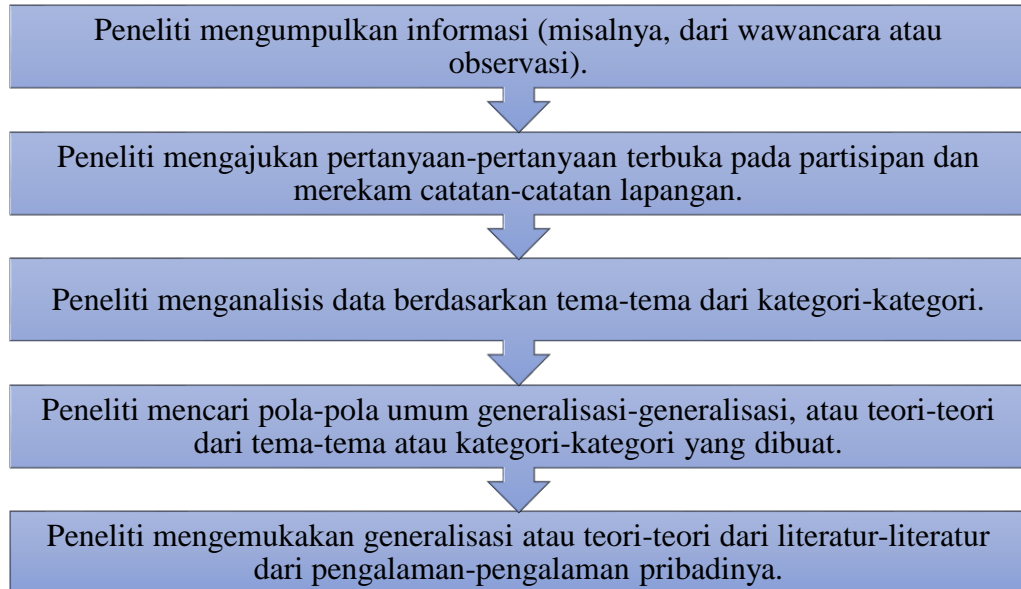 Peneliti mengumpulkan informasi (misalnya, dari wawancara atau
observasi).
Peneliti mengajukan pertanyaan-pertanyaan terbuka pada partisipan dan
merekam catatan-catatan lapangan.
Peneliti menganalisis data berdasarkan tema-tema dari kategori-kategori.
Peneliti mencari pola-pola umum generalisasi-generalisasi, atau teori-teori
dari tema-tema atau kategori-kategori yang dibuat.
Peneliti mengemukakan generalisasi atau teori-teori dari literatur-literatur
dari pengalaman-pengalaman pribadinya.